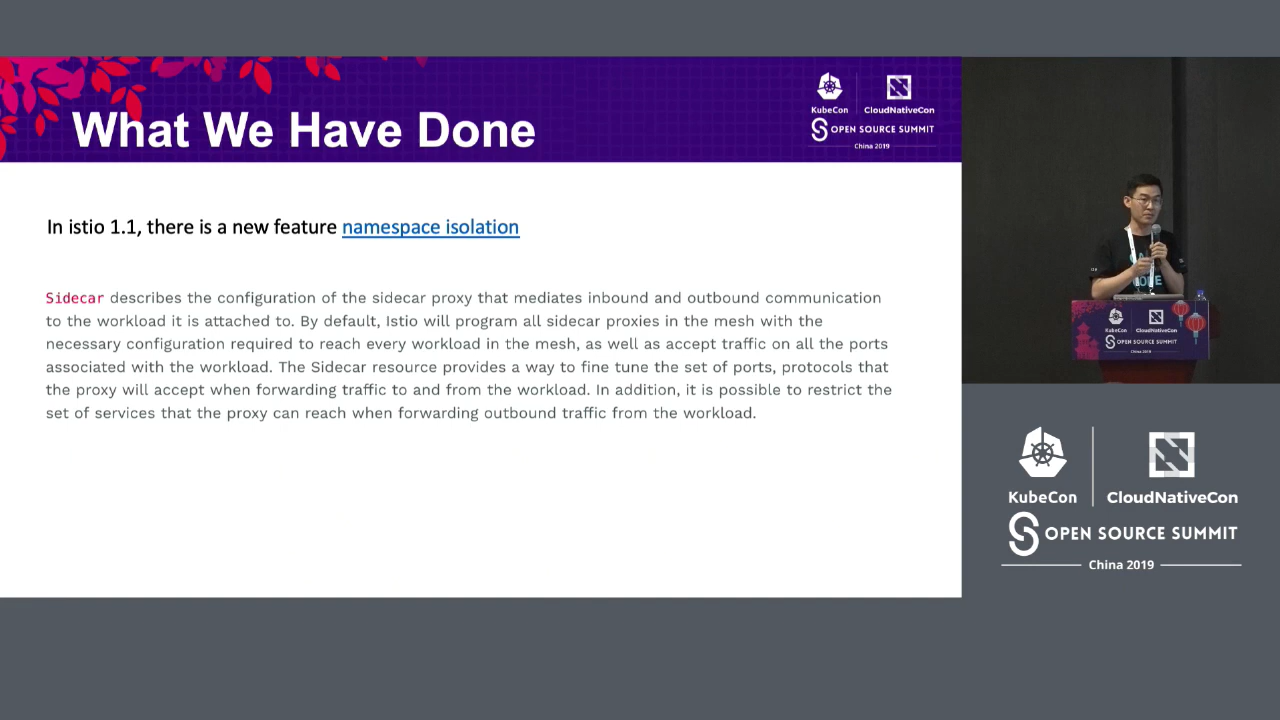 What We Have Done
KubeCon
CloudNativeCon
OPEN SOURCE SUMMIT
China 2019
In istio 1.1, there is a new feature namespace isolation
Sidecar describes the configuration of the sidecar proxy that mediates inbound and outbound communication
to the workload it is attached to. By default, Istio will program all sidecar proxies in the mesh with the
necessary configuration required to reach every workload in the mesh, as well as accept traffic on all the ports
associated with the workload. The Sidecar resource provides a way to fine tune the set of ports, protocols that
the proxy will accept when forwarding traffic to and from the workload. In addition, it is possible to restrict the
set of services that the proxy can reach when forwarding outbound traffic from the workload.
KubeCon
CloudNativeCon
OPEN SOURCE SUMMIT
China 2019
KubeCon
CloudNativeCon
OPEN SOURCE SUMMIT
China 2019